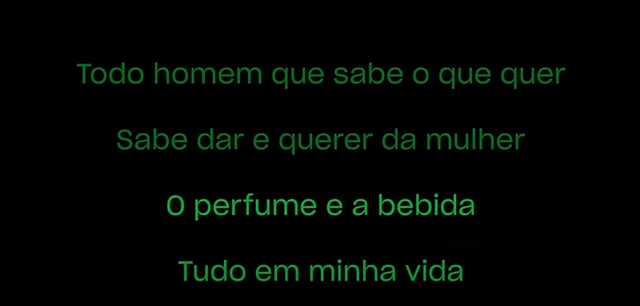 Todo homem que sabe o que quer
Sabe dar e querer da mulher
O perfume e a bebida
Tudo em minha vida